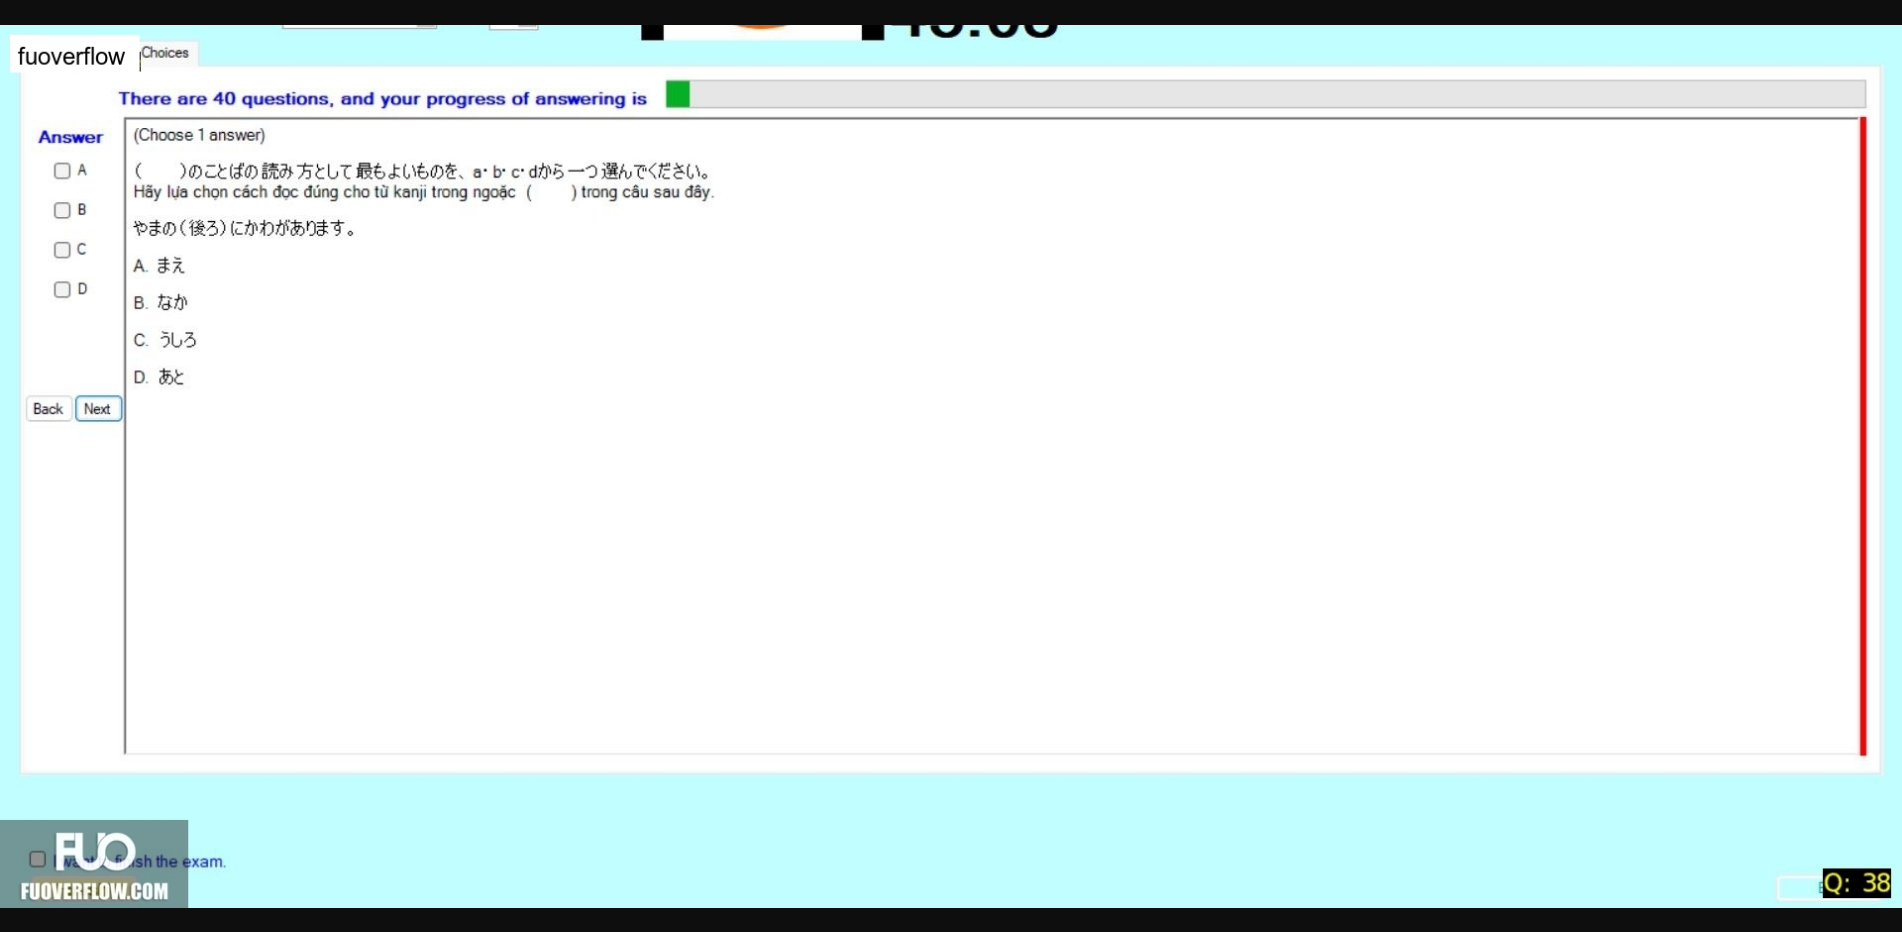 fuoverflow
Choices
There are 40 questions, and your progress of answering is
Answer
(Choose 1 answer)
A
(　　)のことばの読み方として最もよいものを、a・b・c・dから一つ選んでください。
Hãy lựa chọn cách đọc đúng cho từ kanji trong ngoặc (　　) trong câu sau đây.
B
やまの(後ろ)にかわがあります。
C
A. まえ
D
B. なか
C. うしろ
D. あと
Back Next
FUO
finish the exam.
FUOVERFLOW.COM
Q: 38